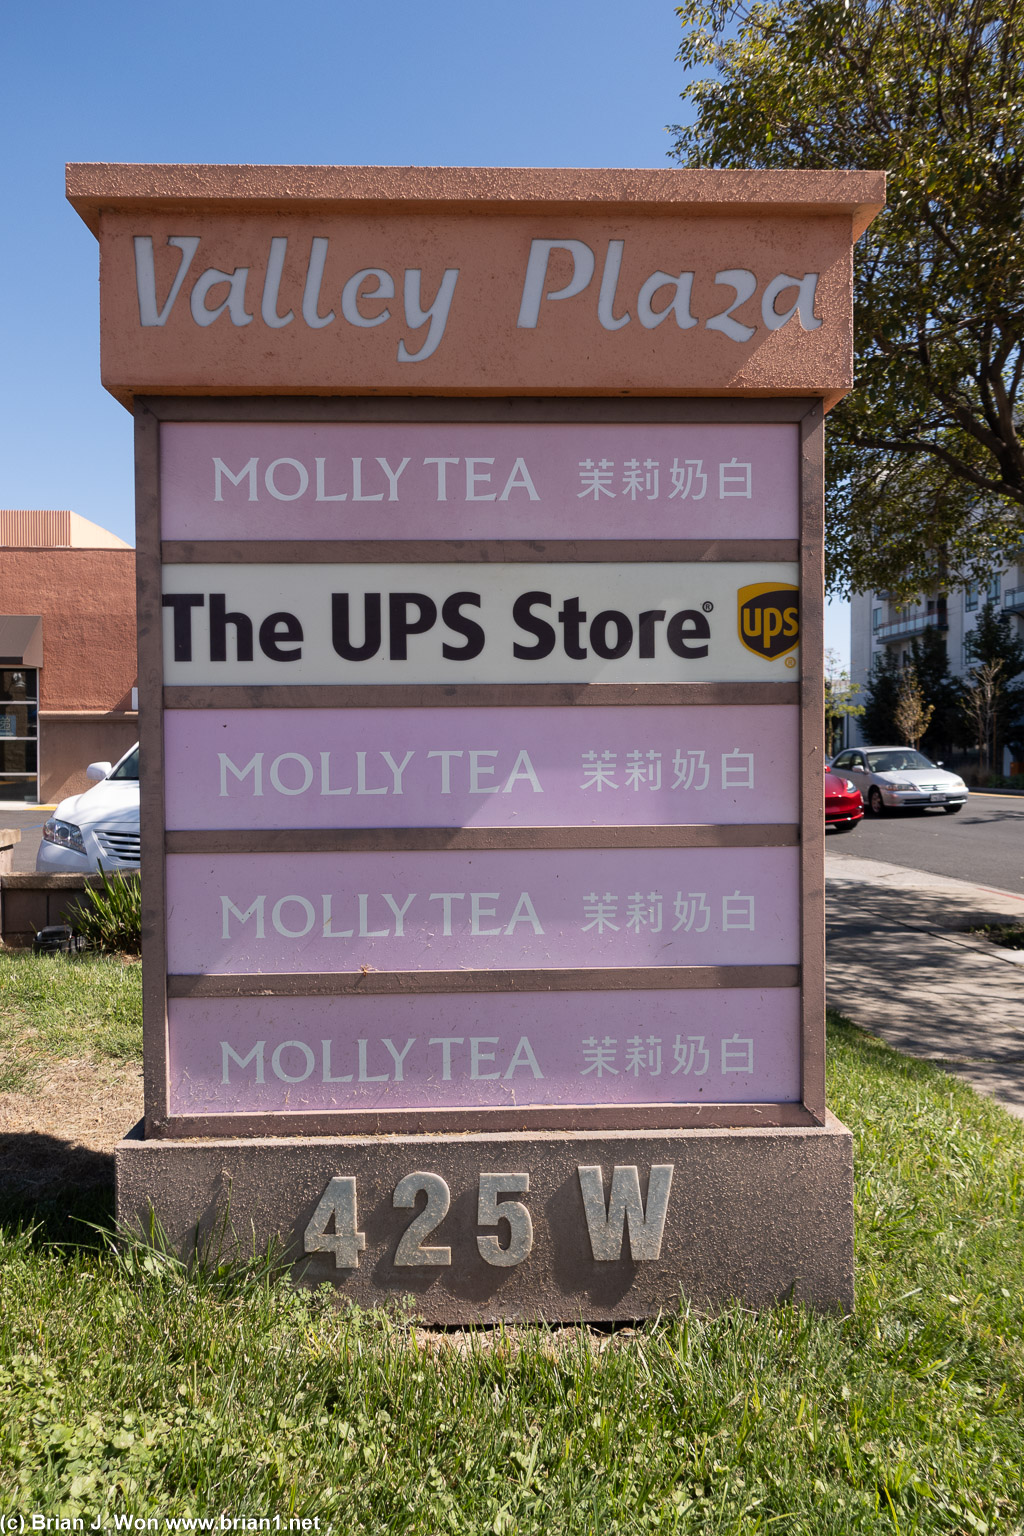 Valley Plaza
MOLLY TEA 茉莉奶白
The UPS Store® ups®
MOLLY TEA 茉莉奶白
MOLLY TEA 茉莉奶白
MOLLY TEA 茉莉奶白
425 W
(c) Brian J. Won www.brian1.net